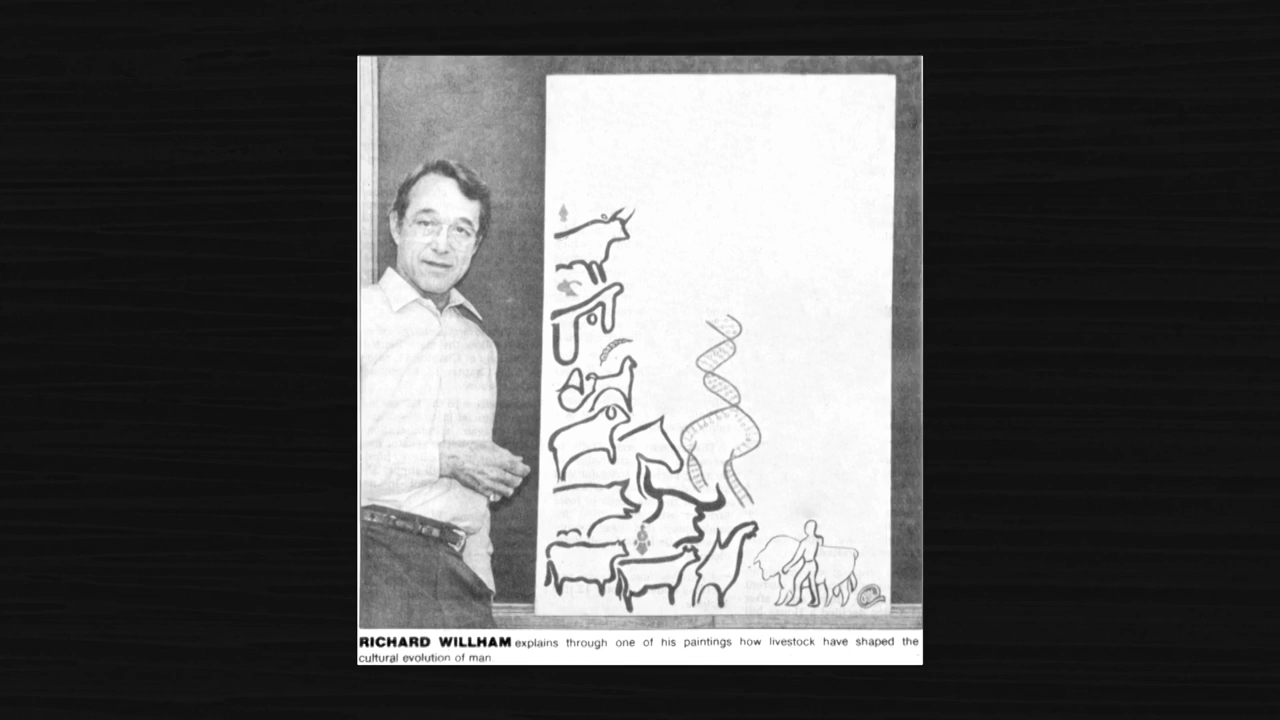 RICHARD WILLHAM explains through one of his paintings how livestock have shaped the
cultural evolution of man